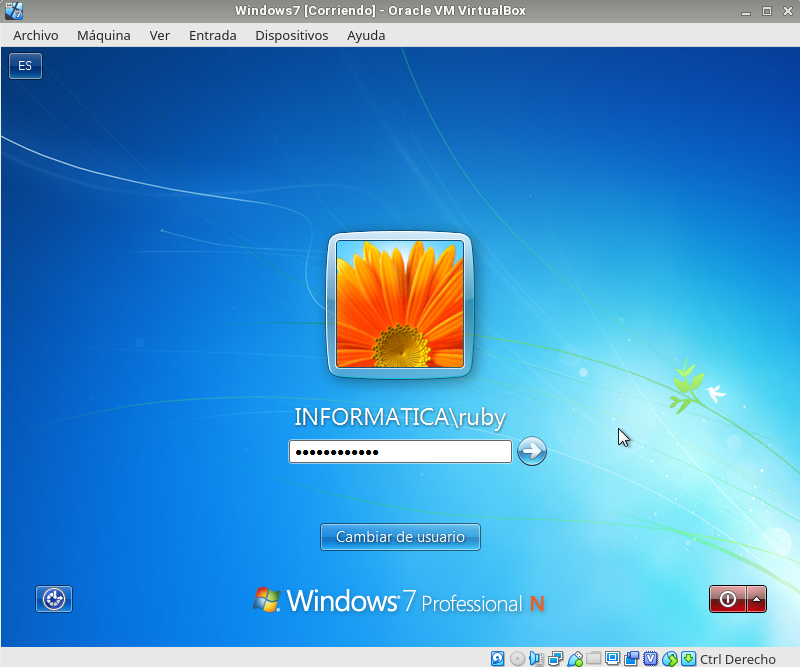 Windows7 [Corriendo] - Oracle VM VirtualBox
Archivo Máquina Ver Entrada Dispositivos Ayuda
ES
INFORMATICA\ruby
••••••••••••
Cambiar de usuario
Windows 7 Professional N
Ctrl Derecho